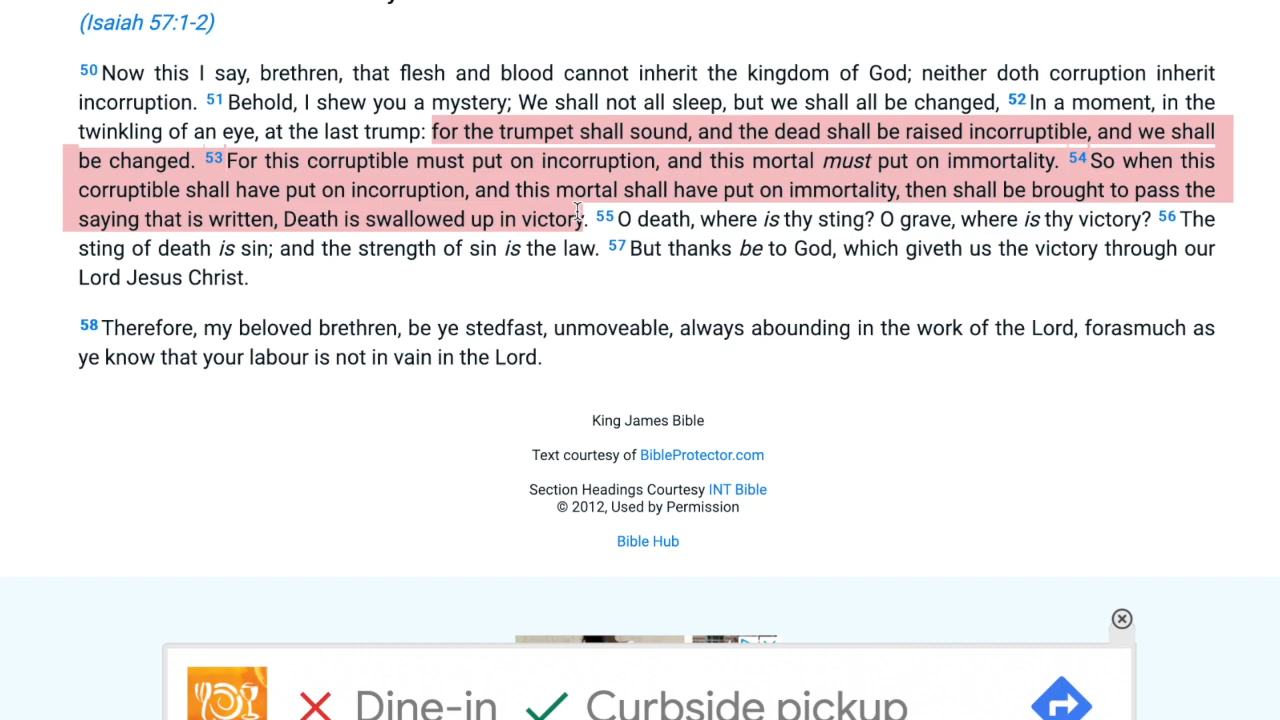 (Isaiah 57:1-2)
50 Now this I say, brethren, that flesh and blood cannot inherit the kingdom of God; neither doth corruption inherit
incorruption. 51 Behold, I shew you a mystery; We shall not all sleep, but we shall all be changed, 52 In a moment, in the
twinkling of an eye, at the last trump: for the trumpet shall sound, and the dead shall be raised incorruptible, and we shall
be changed. 53 For this corruptible must put on incorruption, and this mortal must put on immortality. 54 So when this
corruptible shall have put on incorruption, and this mortal shall have put on immortality, then shall be brought to pass the
saying that is written, Death is swallowed up in victory. 55 O death, where is thy sting? O grave, where is thy victory? 56 The
sting of death is sin; and the strength of sin is the law. 57 But thanks be to God, which giveth us the victory through our
Lord Jesus Christ.
58 Therefore, my beloved brethren, be ye stedfast, unmoveable, always abounding in the work of the Lord, forasmuch as
ye know that your labour is not in vain in the Lord.
King James Bible
Text courtesy of BibleProtector.com
Section Headings Courtesy INT Bible
© 2012, Used by Permission
Bible Hub
Dine-in Curbside pickup